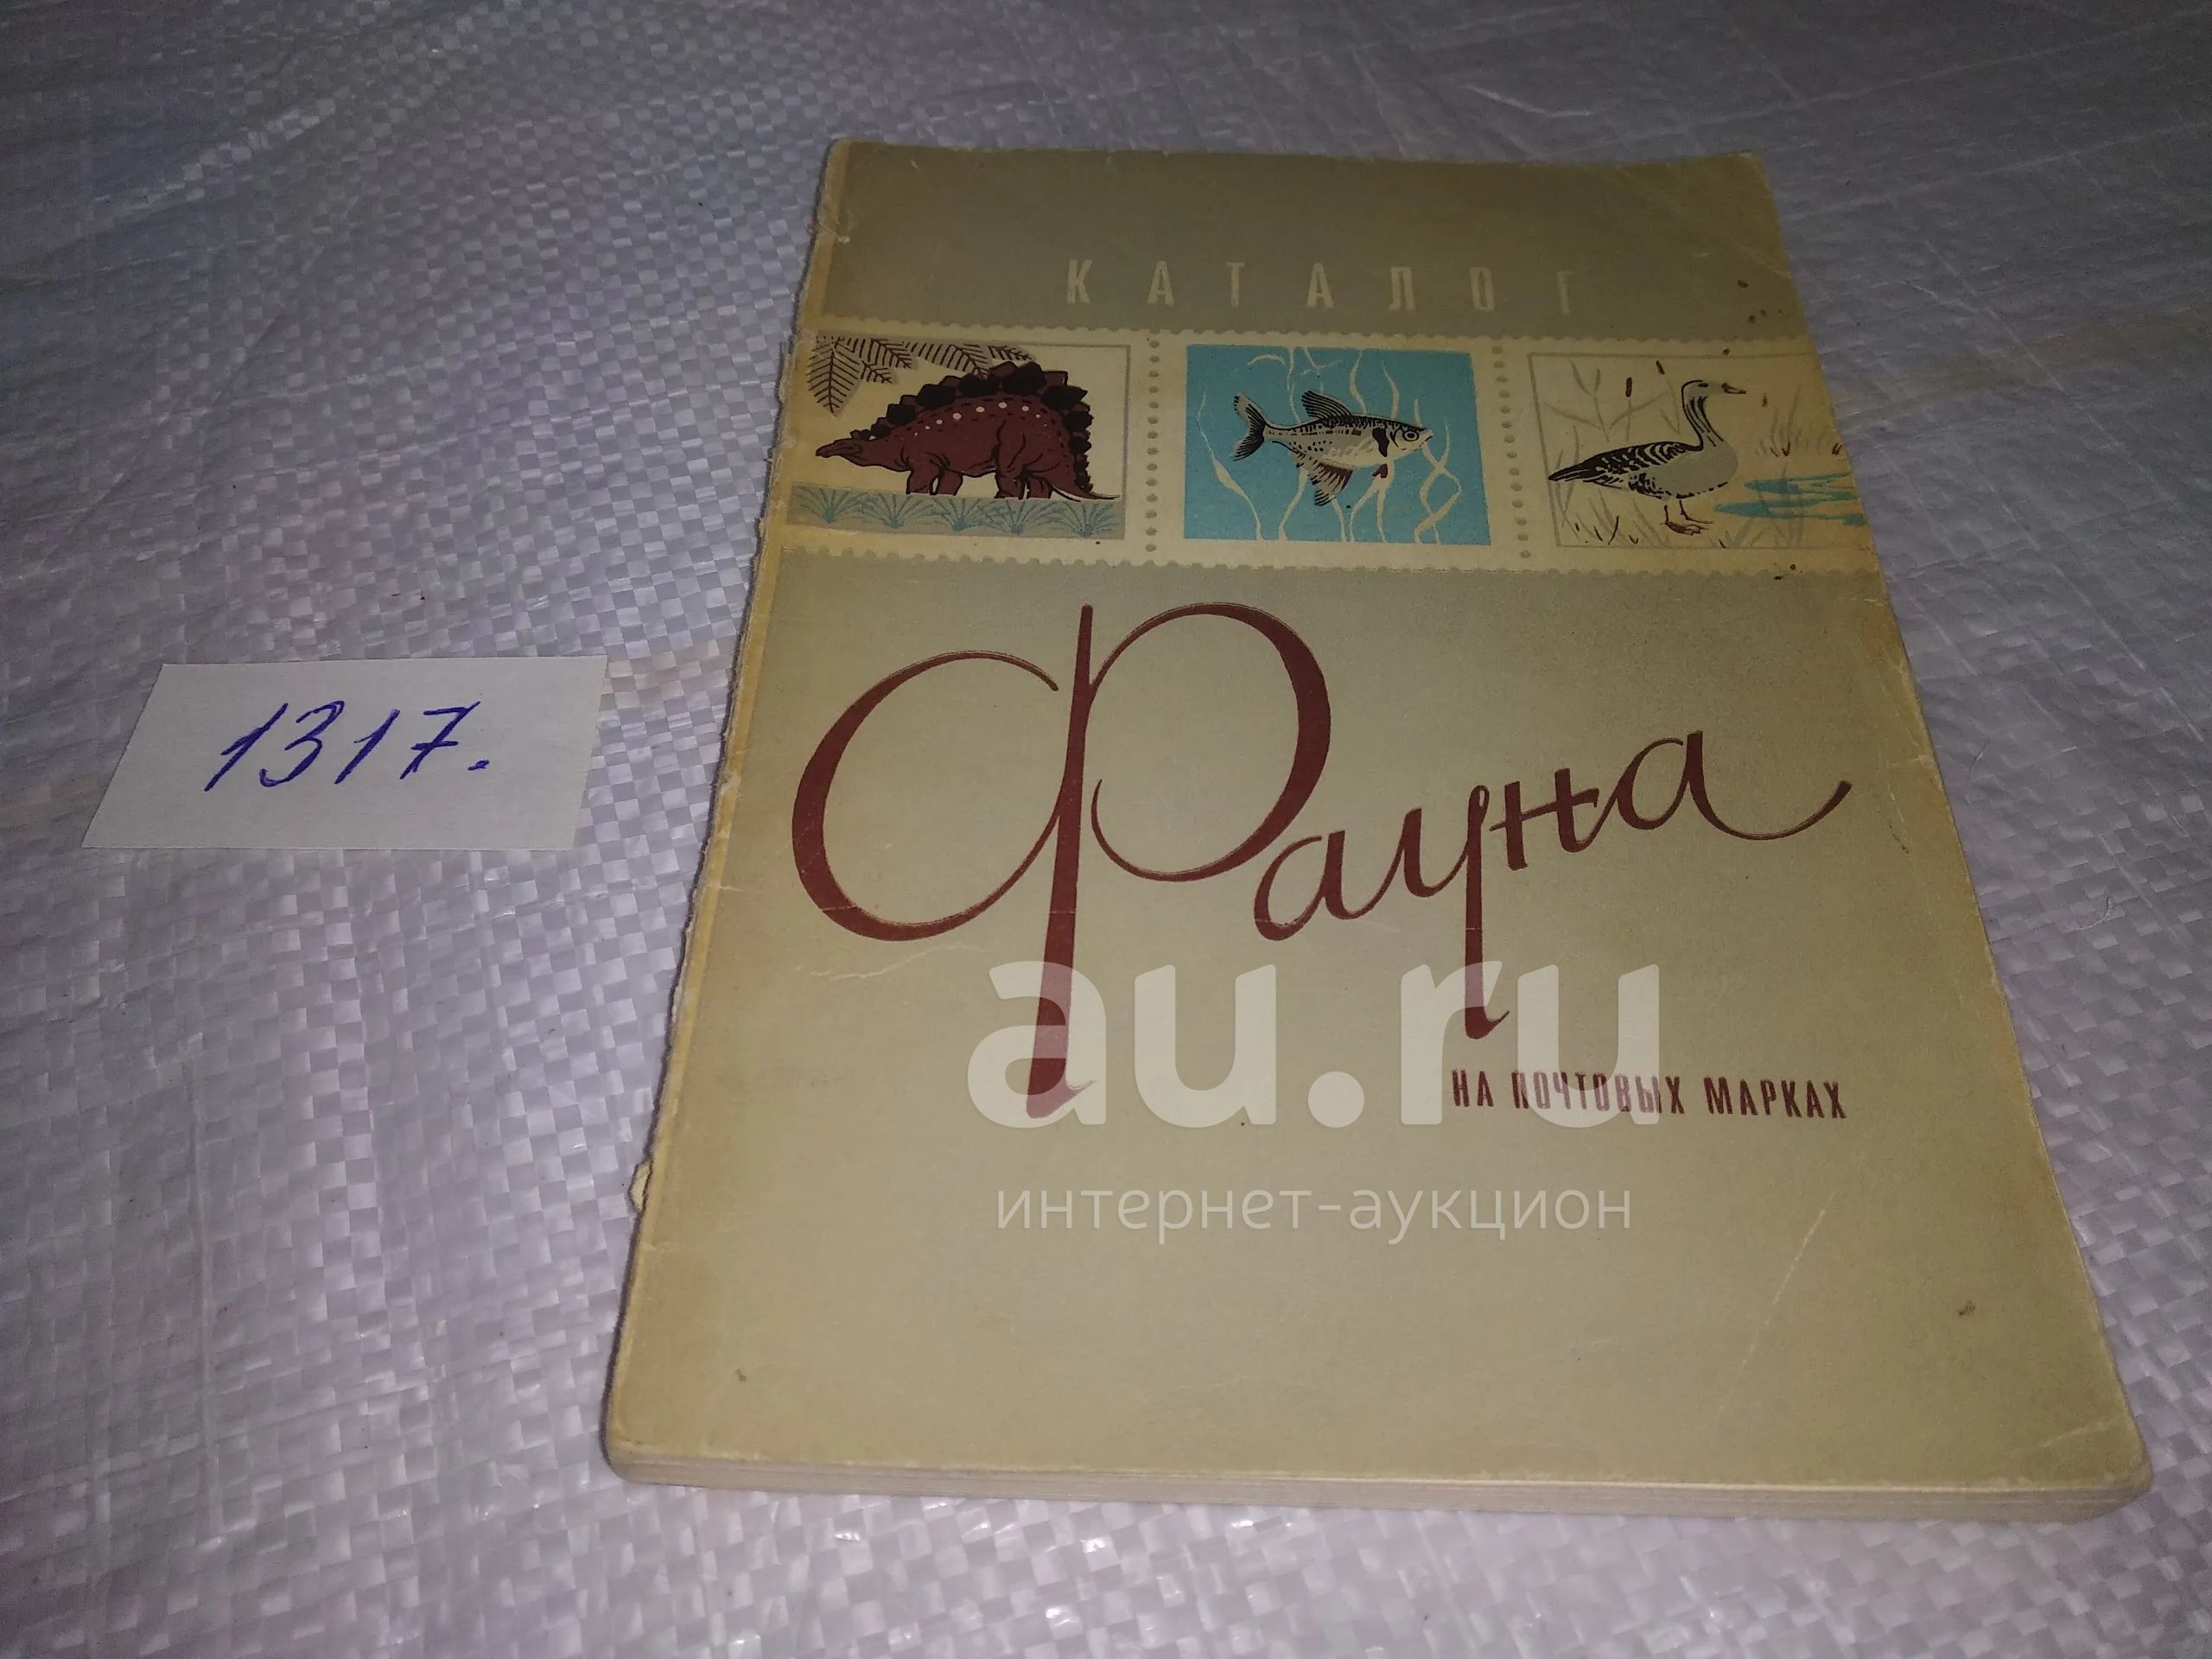 КАТАЛОГ
1317.
Фауна
НА ПОЧТОВЫХ МАРКАХ
au.ru
интернет-аукцион